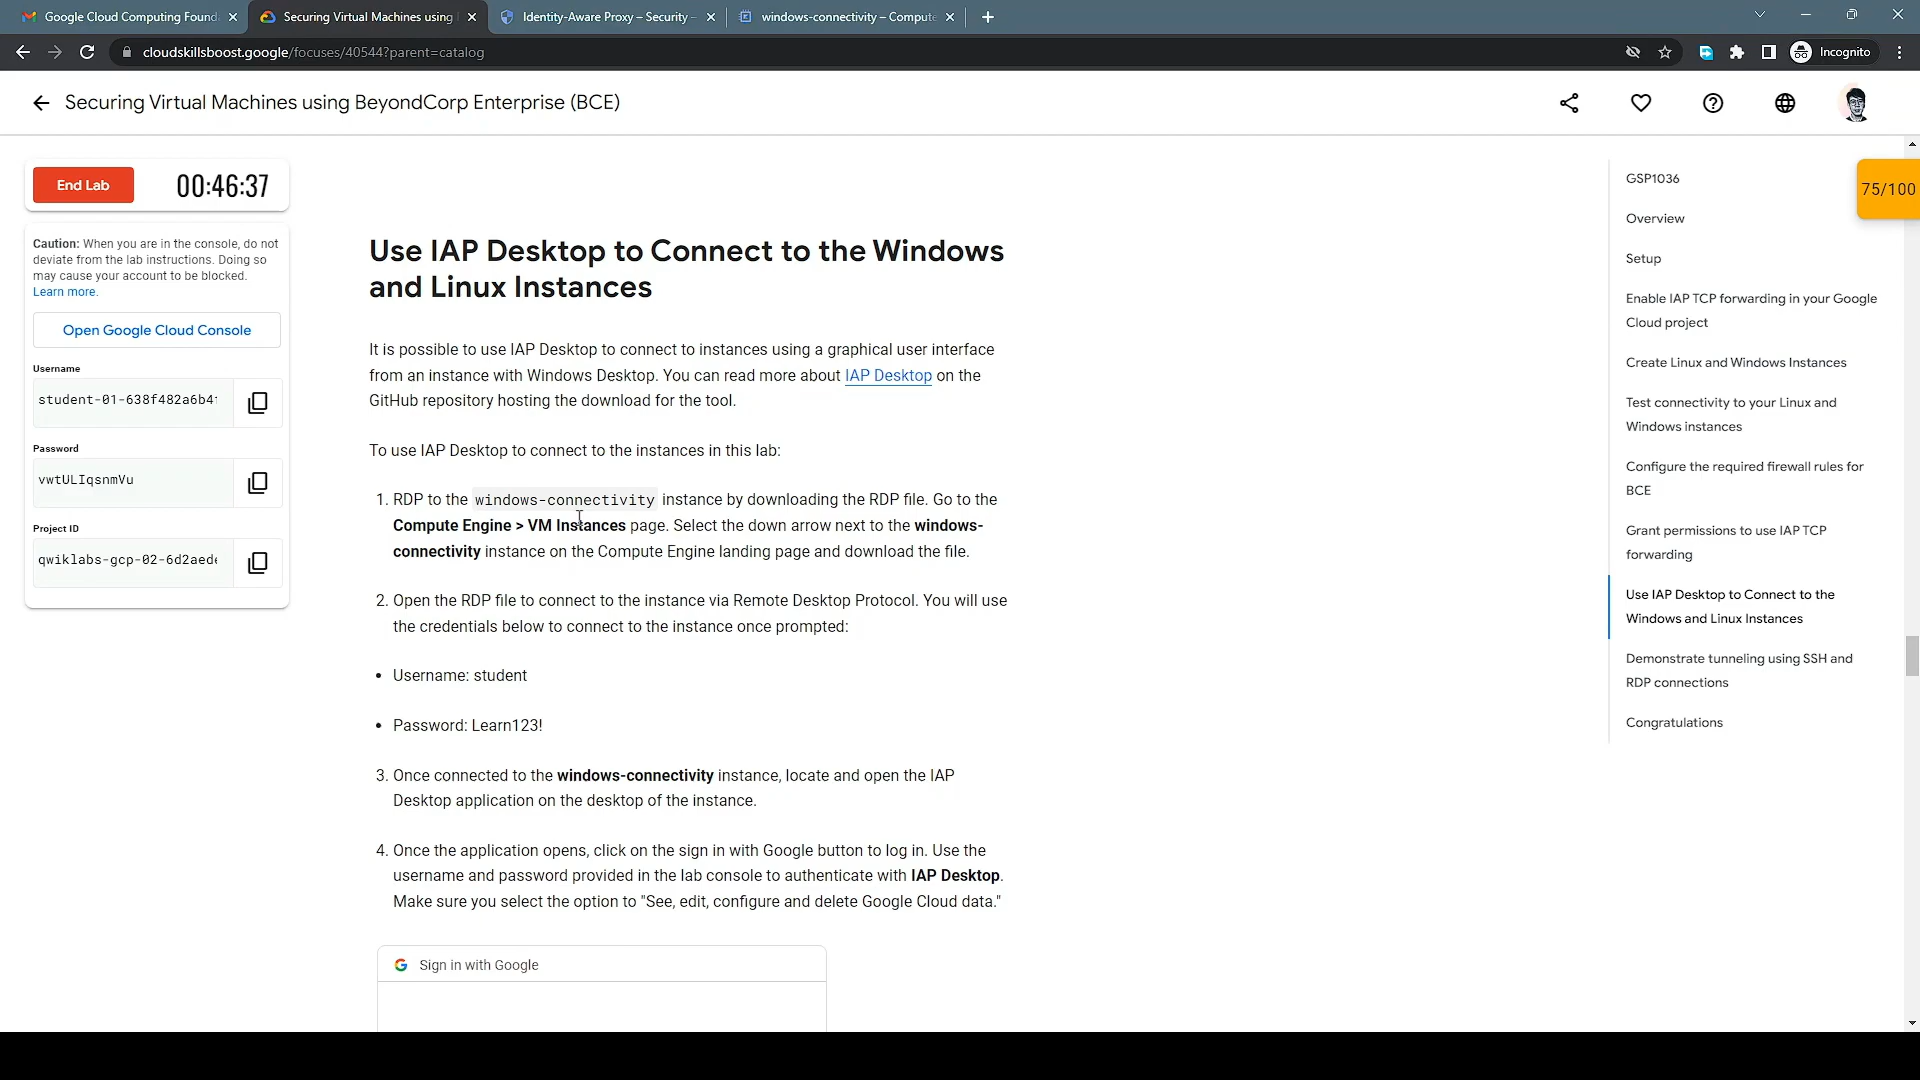 Google Cloud Computing Found
Securing Virtual Machines using
Identity-Aware Proxy – Security –
windows-connectivity – Compute
cloudskillsboost.google/focuses/40544?parent=catalog
Incognito
Securing Virtual Machines using BeyondCorp Enterprise (BCE)
End Lab
00:46:37
Caution: When you are in the console, do not
deviate from the lab instructions. Doing so
may cause your account to be blocked.
Learn more.
Open Google Cloud Console
Username
student-01-638f482a6b4
Password
vwtULIqsnmVu
Project ID
qwiklabs-gcp-02-6d2aede
Use IAP Desktop to Connect to the Windows
and Linux Instances
It is possible to use IAP Desktop to connect to instances using a graphical user interface
from an instance with Windows Desktop. You can read more about IAP Desktop on the
GitHub repository hosting the download for the tool.
To use IAP Desktop to connect to the instances in this lab:
1. RDP to the windows-connectivity instance by downloading the RDP file. Go to the
Compute Engine > VM Instances page. Select the down arrow next to the windows-
connectivity instance on the Compute Engine landing page and download the file.
2. Open the RDP file to connect to the instance via Remote Desktop Protocol. You will use
the credentials below to connect to the instance once prompted:
• Username: student
• Password: Learn123!
3. Once connected to the windows-connectivity instance, locate and open the IAP
Desktop application on the desktop of the instance.
4. Once the application opens, click on the sign in with Google button to log in. Use the
username and password provided in the lab console to authenticate with IAP Desktop.
Make sure you select the option to "See, edit, configure and delete Google Cloud data."
Sign in with Google
GSP1036
Overview
Setup
Enable IAP TCP forwarding in your Google
Cloud project
Create Linux and Windows Instances
Test connectivity to your Linux and
Windows instances
Configure the required firewall rules for
BCE
Grant permissions to use IAP TCP
forwarding
Use IAP Desktop to Connect to the
Windows and Linux Instances
Demonstrate tunneling using SSH and
RDP connections
Congratulations
75/100